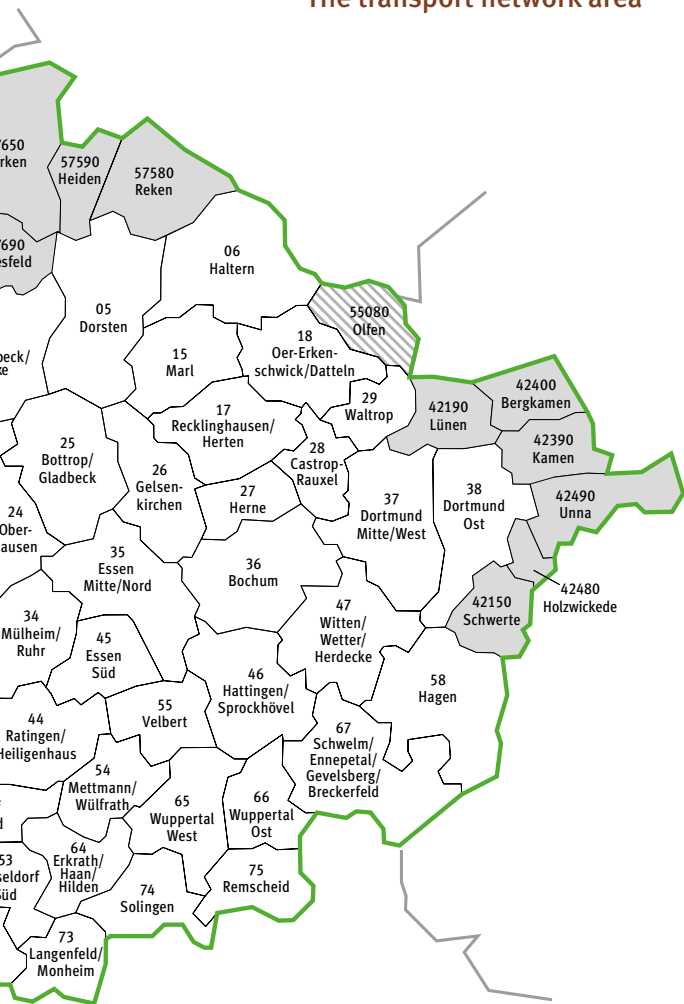 The transport network area
57590
Heiden
57580
Reken
06
Haltern
05
Dorsten
55080
Olfen
15
Marl
18
Oer-Erken-
schwick/Datteln
29
Waltrop
42400
Bergkamen
42190
Lünen
42390
Kamen
17
Recklinghausen/
Herten
28
Castrop-
Rauxel
25
Bottrop/
Gladbeck
26
Gelsen-
kirchen
27
Herne
37
Dortmund
Mitte/West
38
Dortmund
Ost
42490
Unna
24
35
Essen
Mitte/Nord
36
Bochum
42480
Holzwickede
42150
Schwerte
34
Mülheim/
Ruhr
45
Essen
Süd
47
Witten/
Wetter/
Herdecke
46
Hattingen/
Sprockhövel
58
Hagen
44
Ratingen/
Heiligenhaus
55
Velbert
67
Schwelm/
Ennepetal/
Gevelsberg/
Breckerfeld
54
Mettmann/
Wülfrath
65
Wuppertal
West
66
Wuppertal
Ost
64
Erkrath/
Haan/
Hilden
53
74
Solingen
75
Remscheid
73
Langenfeld/
Monheim